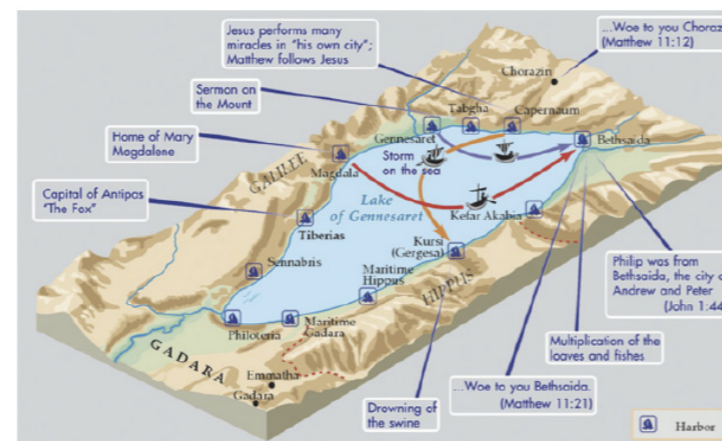 Jesus performs many
miracles in "his own city";
Matthew follows Jesus
...Woe to you Choraz
(Matthew 11:12)
Chorazin
Sermon on
the Mount
Tabgha
Capernaum
Gennesaret
Bethsaida
Home of Mary
Magdalene
GALILEE
Magdala
Storm
on the sea
Capital of Antipas
"The Fox"
Lake
of Gennesaret
Kefar Akabia
Tiberias
Kursi
(Gergesa)
Sennabris
Maritime
Hippus
HIPPUS
Philip was from
Bethsaida, the city o
Andrew and Peter
(John 1:44
Philoteria
Maritime
Gadara
Multiplication of the
loaves and fishes
GADARA
Emmatha
Gadara
...Woe to you Bethsaida.
(Matthew 11:21)
Drowning of
the swine
Harbor